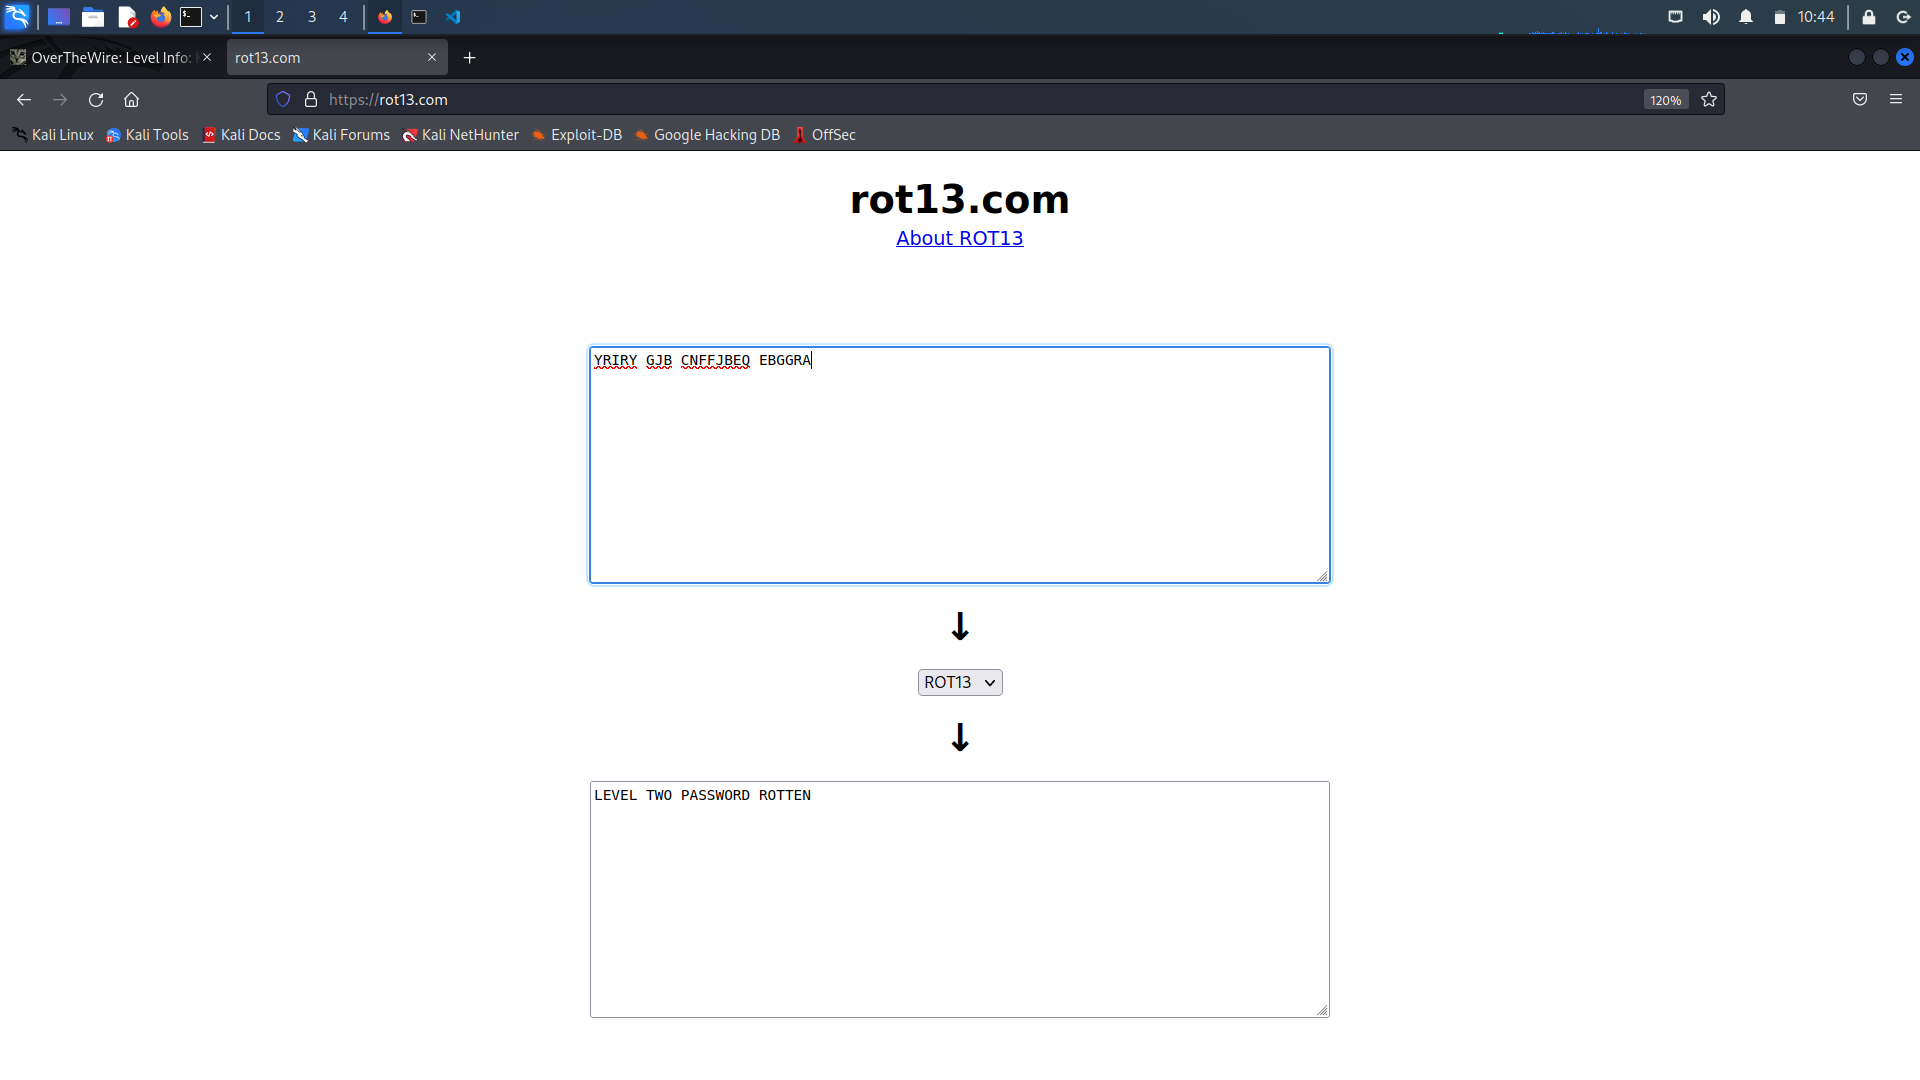 1 2 3 4 10:44
OverTheWire: Level Info: rot13.com
https://rot13.com 120%
Kali Linux Kali Tools Kali Docs Kali Forums Kali NetHunter Exploit-DB Google Hacking DB OffSec
rot13.com
About ROT13
YRIRY GJB CNFFJBEQ EBGGRA
↓
ROT13
↓
LEVEL TWO PASSWORD ROTTEN